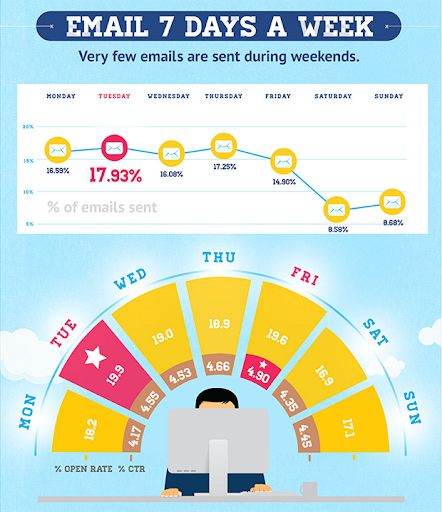 EMAIL 7 DAYS A WEEK
Very few emails are sent during weekends.
MONDAY TUESDAY WEDNESDAY THURSDAY FRIDAY SATURDAY SUNDAY
20%
15%
10%
5%
16.59%
17.93%
16.08%
17.25%
14.90%
8.58%
8.68%
% of emails sent
MON
TUE
WED
THU
FRI
SAT
SUN
18.2
19.9
19.0
18.9
19.6
16.9
17.1
4.17
4.55
4.53
4.66
4.90
4.35
4.45
% OPEN RATE % CTR